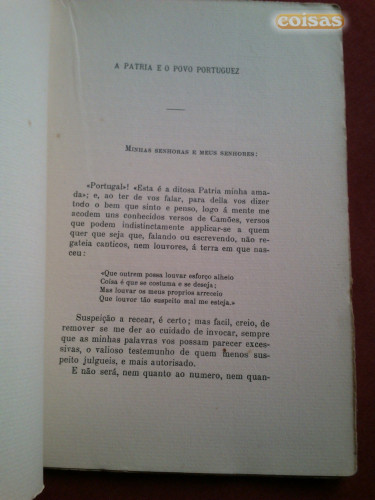 coisas
A PATRIA E O POVO PORTUGUEZ
MINHAS SENHORAS E MEUS SENHORES:
«Portugal»! «Esta é a ditosa Patria minha ama-
da»; e, ao ter de vos falar, para della vos dizer
todo o bem que sinto e penso, logo á mente me
acodem uns conhecidos versos de Camões, versos
que podem indistinctamente applicar-se a quem
quer que seja que, falando ou escrevendo, não re-
gateia canticos, nem louvores, á terra em que nas-
ceu:
«Que outrem possa louvar esforço alheio
Coisa é que se costuma e se deseja;
Mas louvar os meus proprios arreceio
Que louvor tão suspeito mal me esteja.»
Suspeição a recear, é certo; mas facil, creio, de
remover se me der ao cuidado de invocar, sempre
que as minhas palavras vos possam parecer exces-
sivas, o valioso testemunho de quem menos sus-
peito julgueis, e mais autorisado.
E não será, nem quanto ao numero, nem quan-